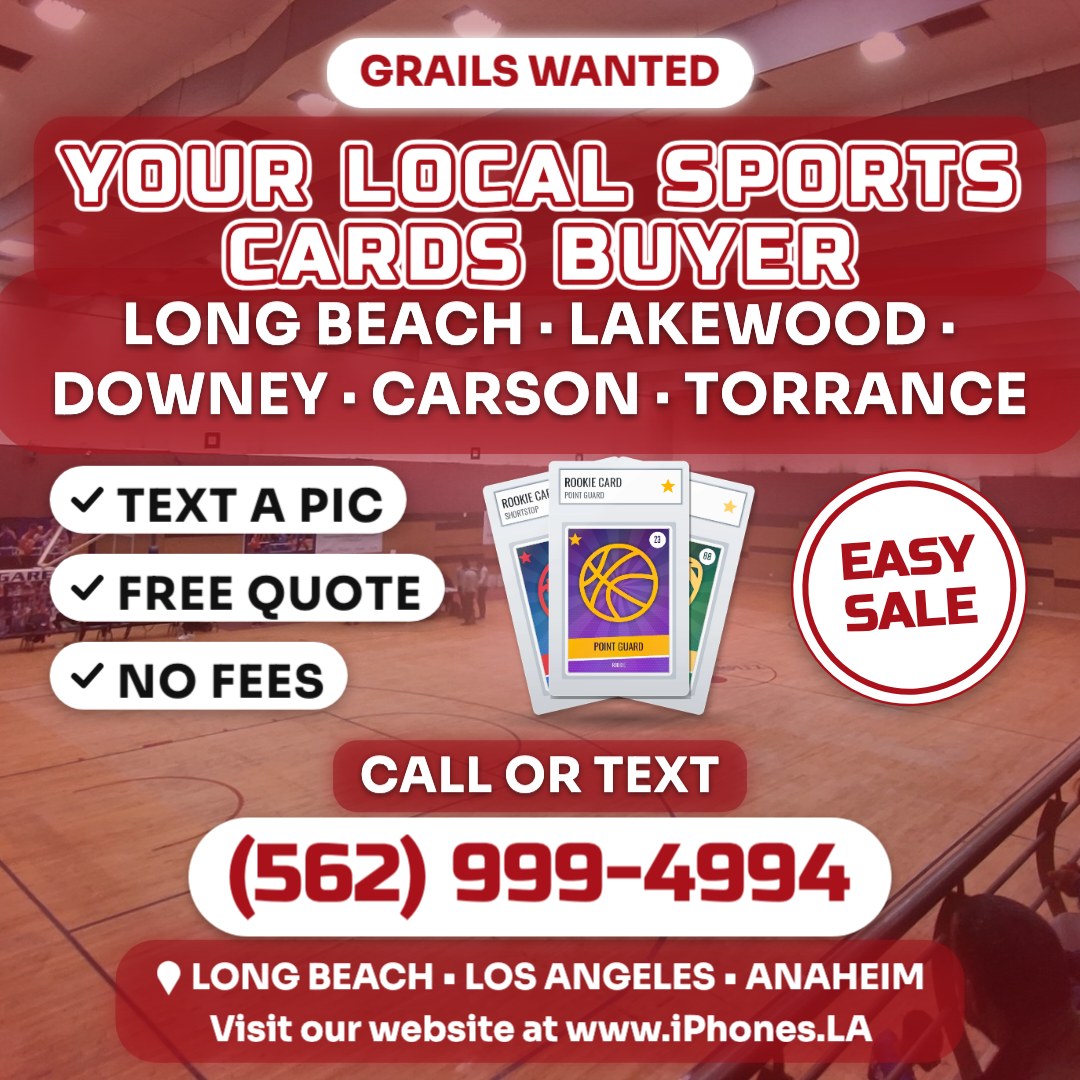 GRAILS WANTED
YOUR LOCAL SPORTS
CARDS BUYER
LONG BEACH · LAKEWOOD ·
DOWNEY · CARSON · TORRANCE
✓ TEXT A PIC
✓ FREE QUOTE
✓ NO FEES
ROOKIE CAR
SHORTSTOP
ROOKIE CARD
POINT GUARD
23
88
POINT GUARD
EASY
SALE
CALL OR TEXT
(562) 999-4994
LONG BEACH ▪ LOS ANGELES ▪ ANAHEIM
Visit our website at www.iPhones.LA